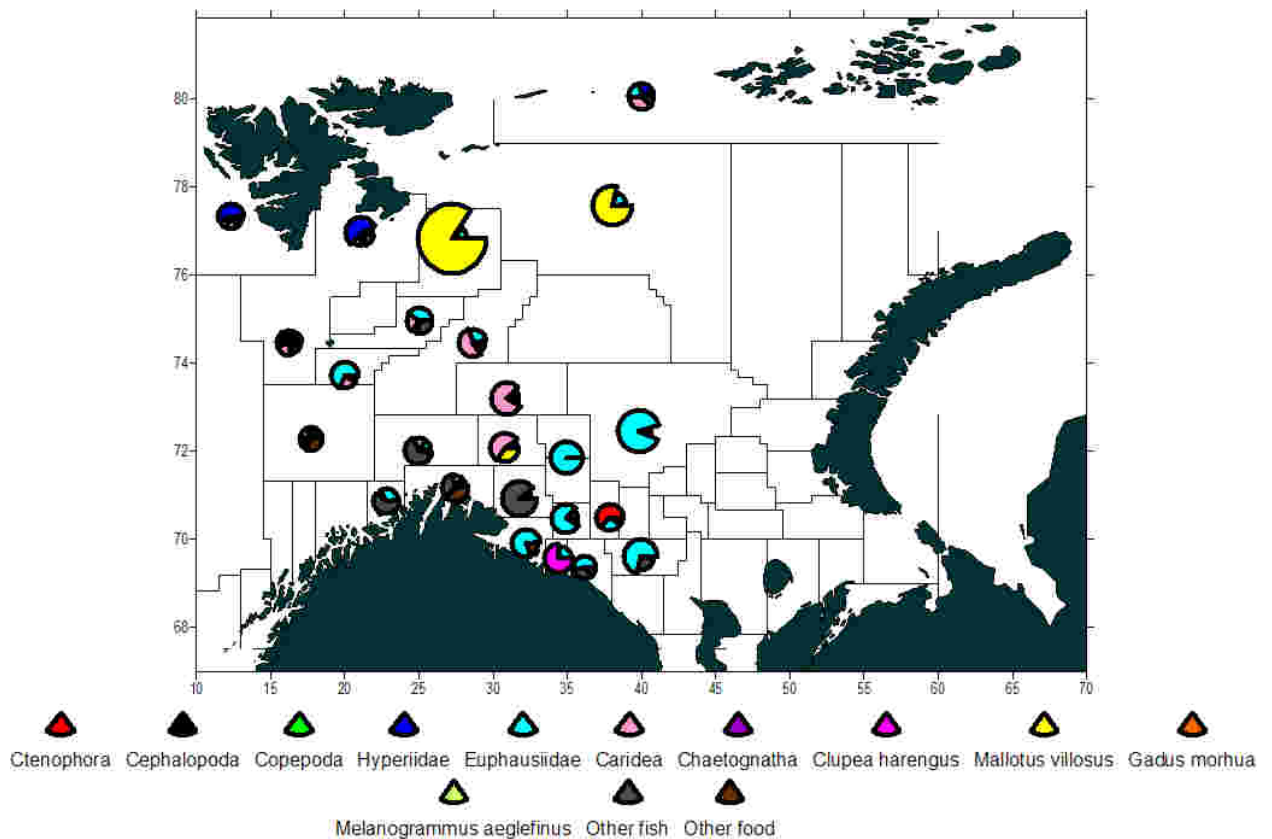 80
78
76
74
72
70
68
10 15 20 25 30 35 40 45 50 55 60 65 70
Ctenophora Cephalopoda Copepoda Hyperiidae Euphausiidae Caridea Chaetognatha Clupea harengus Mallotus villosus Gadus morhua
Melanogrammus aeglefinus Other fish Other food